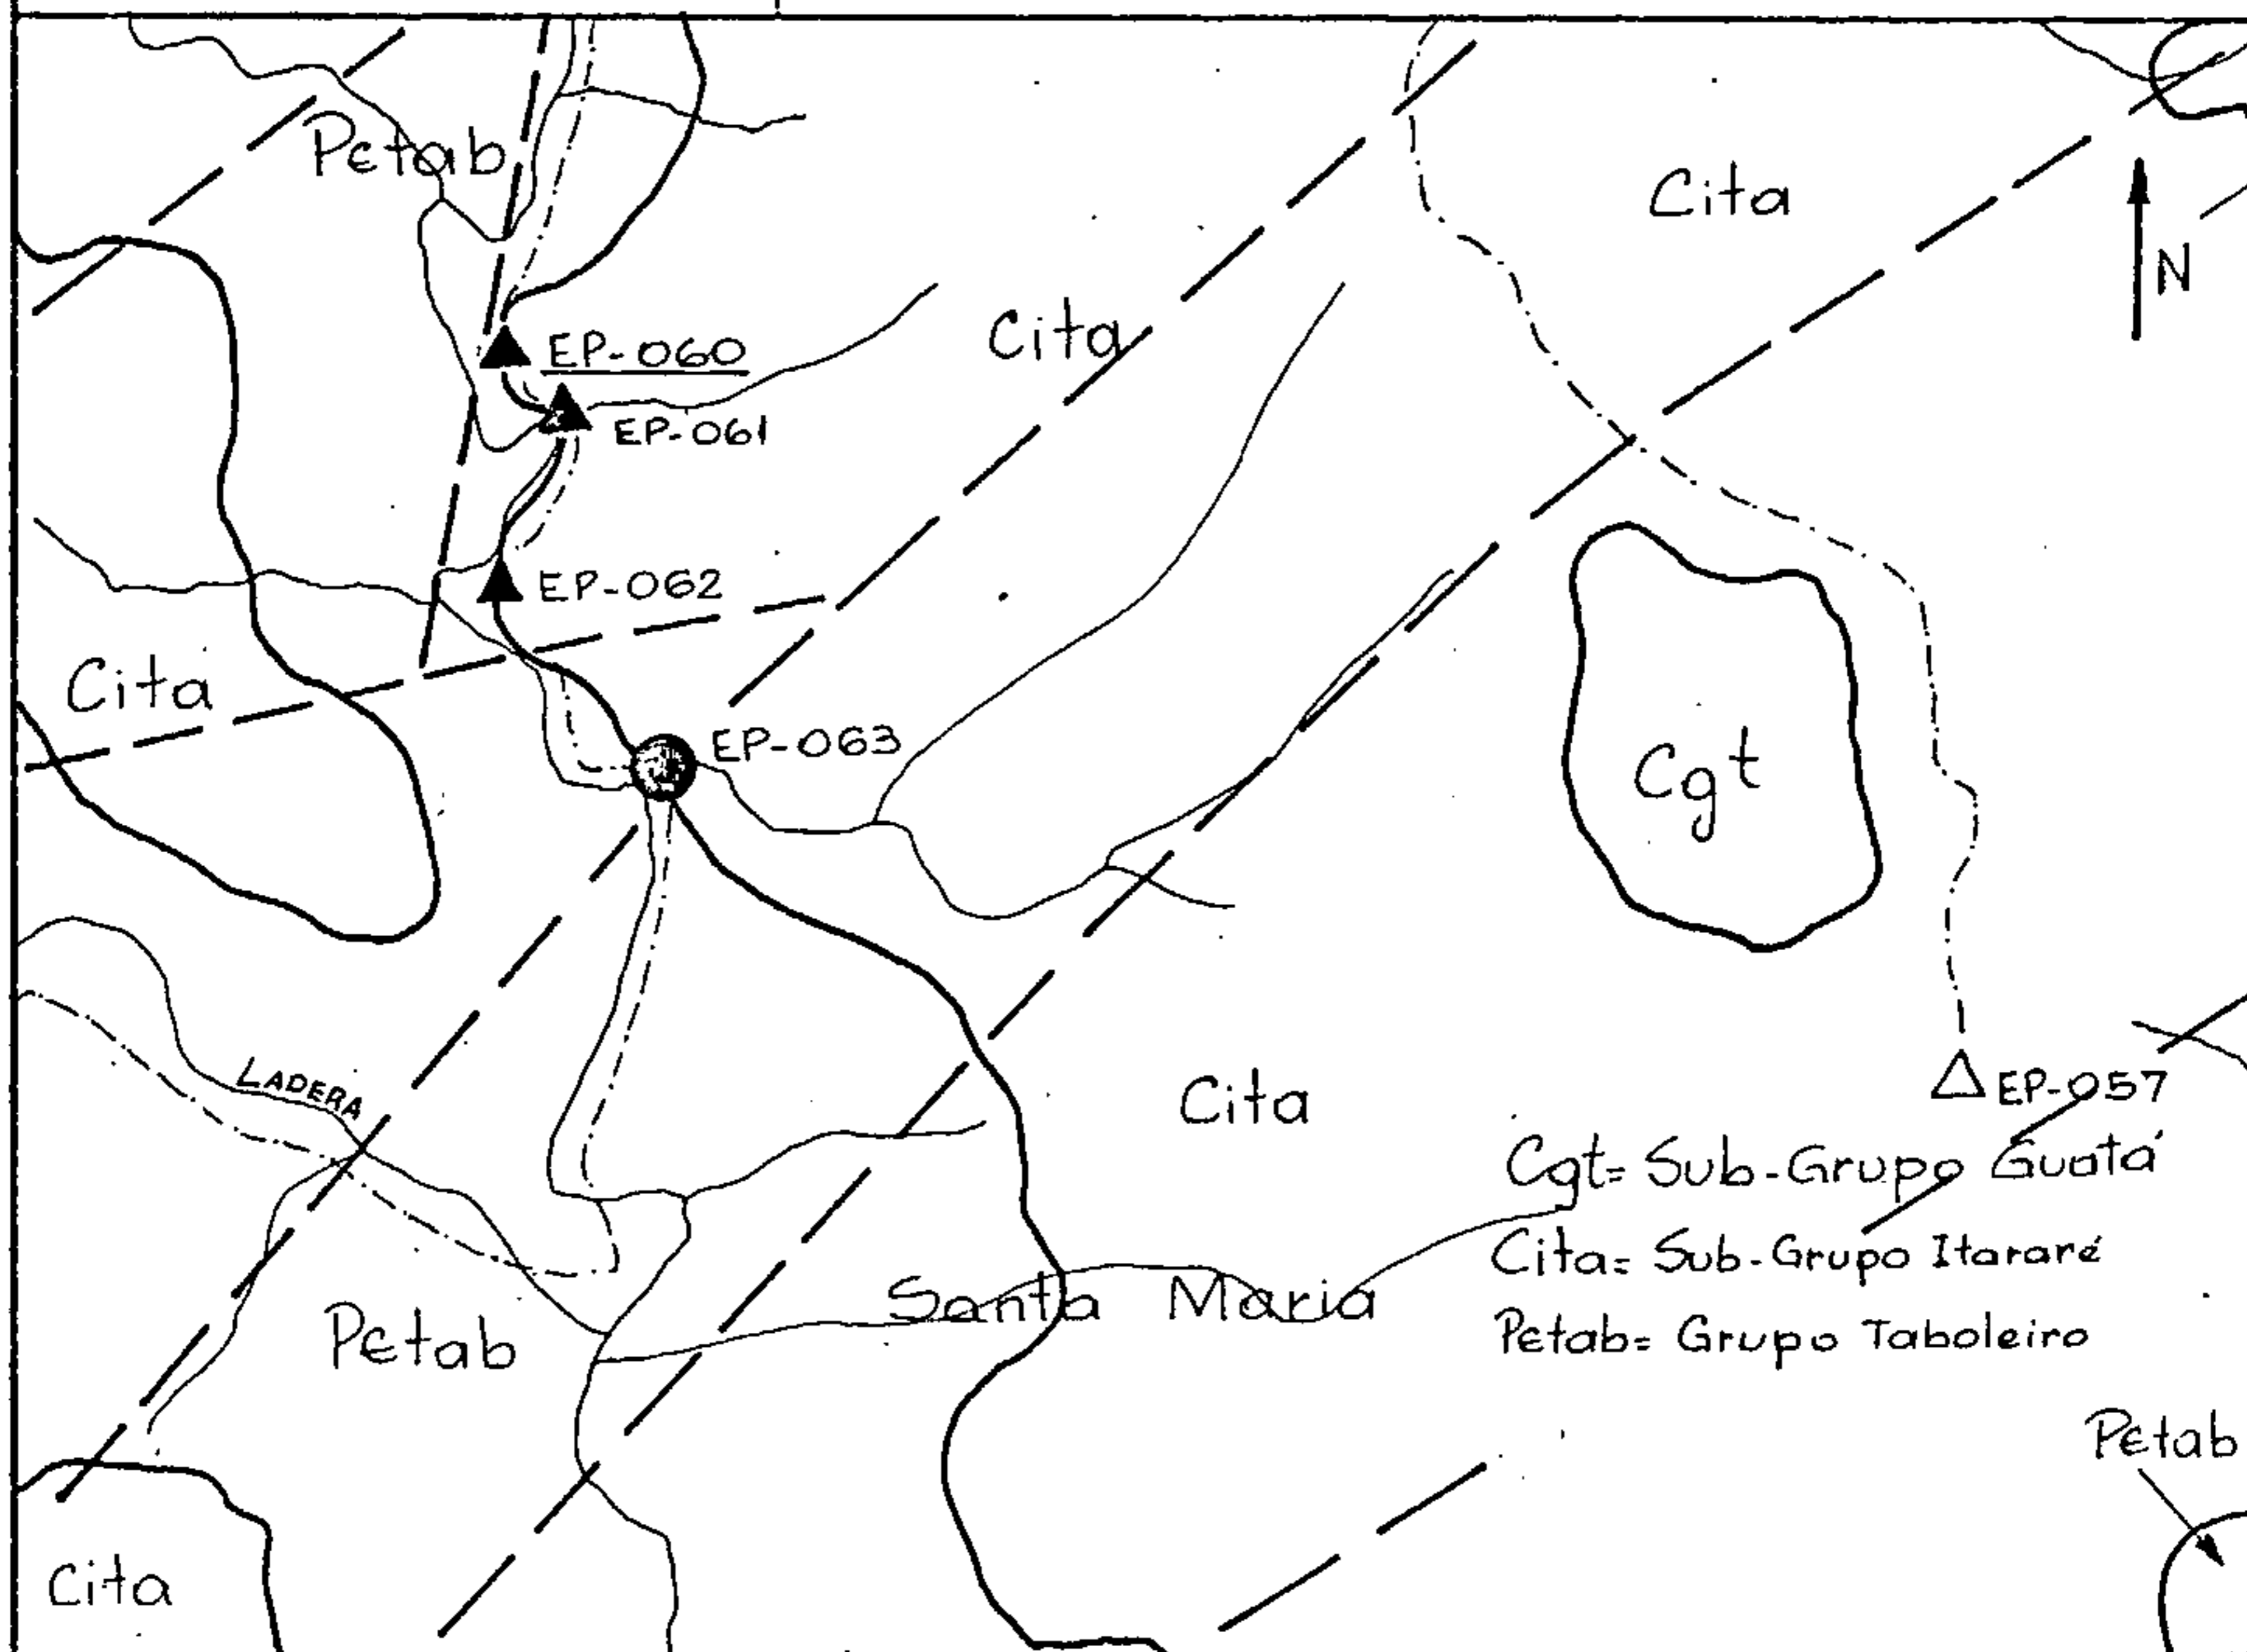 Petab
Cita
N
Cita
EP-060
EP-061
EP-062
Cita
EP-063
Cgt
LADERA
EP-057
Cita
Cgt= Sub-Grupo Guatá
Cita= Sub-Grupo Itararé
Petab= Grupo Taboleiro
Santa Maria
Petab
Petab
Cita